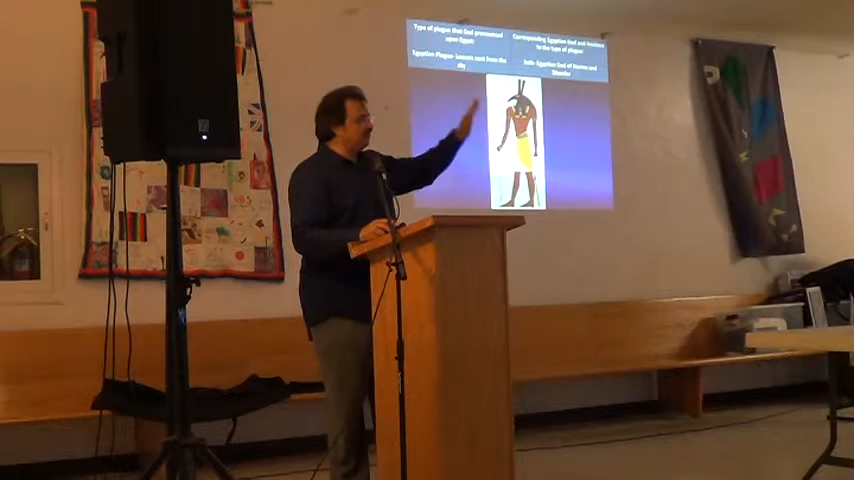 Type of plague that God pronounced
upon Egypt
Corresponding Egyptian God and
to the type of plague
Egyptian Plague- Locusts sent from the
sky
Seth- Egyptian God of Storms and
Disorder